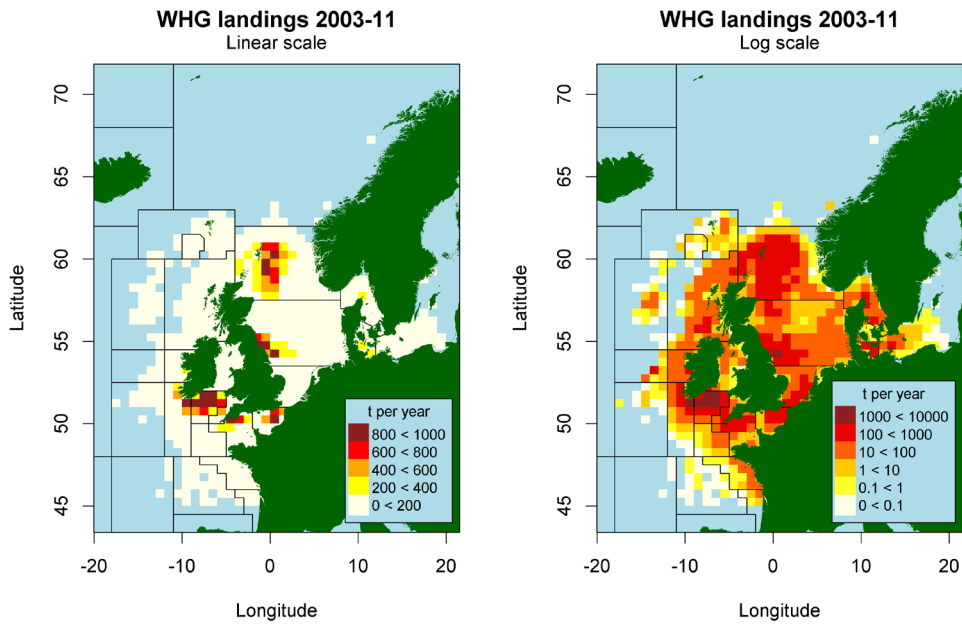 WHG landings 2003-11
Linear scale
70
65
60
55
50
45
Latitude
t per year
800 < 1000
600 < 800
400 < 600
200 < 400
0 < 200
-20
-10
0
10
20
Longitude
WHG landings 2003-11
Log scale
70
65
60
55
50
45
Latitude
t per year
1000 < 10000
100 < 1000
10 < 100
1 < 10
0.1 < 1
0 < 0.1
-20
-10
0
10
20
Longitude